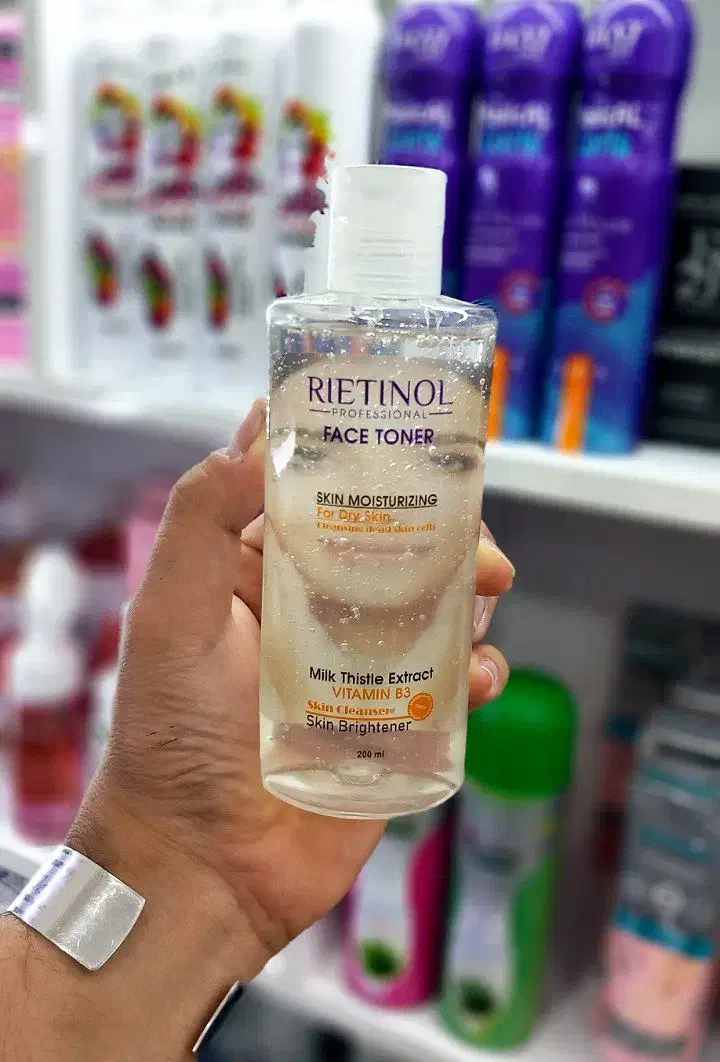 RIETINOL
PROFESSIONAL
FACE TONER
SKIN MOISTURIZING
For Dry Skin
Cleansing dead skin cells
Milk Thistle Extract
VITAMIN B3
Skin Cleanser
Skin Brightener
200 ml